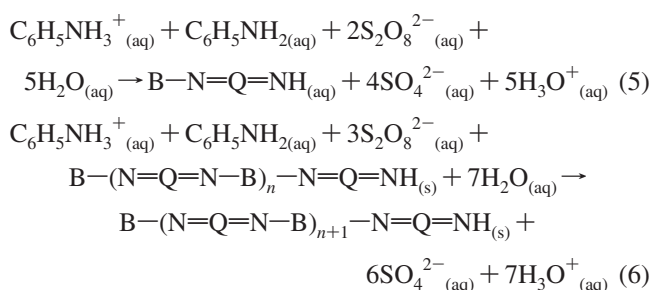 C₆H₅NH₃⁺₍aq₎ + C₆H₅NH₂₍aq₎ + 2S₂O₈²⁻₍aq₎ +
5H₂O₍aq₎ → B—N=Q=NH₍aq₎ + 4SO₄²⁻₍aq₎ + 5H₃O⁺₍aq₎ (5)
C₆H₅NH₃⁺₍aq₎ + C₆H₅NH₂₍aq₎ + 3S₂O₈²⁻₍aq₎ +
B—(N=Q=N—B)ₙ—N=Q=NH₍s₎ + 7H₂O₍aq₎ →
B—(N=Q=N—B)ₙ₊₁—N=Q=NH₍s₎ +
6SO₄²⁻₍aq₎ + 7H₃O⁺₍aq₎ (6)